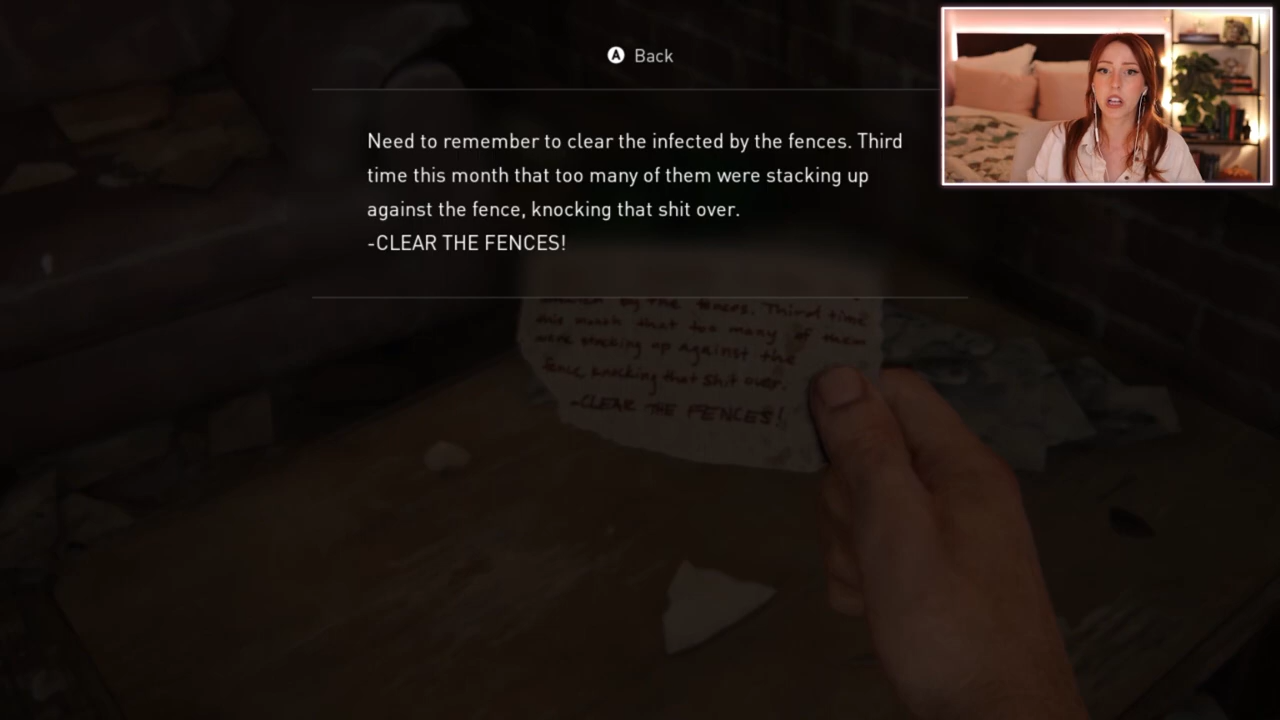 A Back
Need to remember to clear the infected by the fences. Third
time this month that too many of them were stacking up
against the fence, knocking that shit over.
-CLEAR THE FENCES!
by the fences. Third time
this month that too many of them
were stacking up against the
fence, knocking that shit over.
-CLEAR THE FENCES!